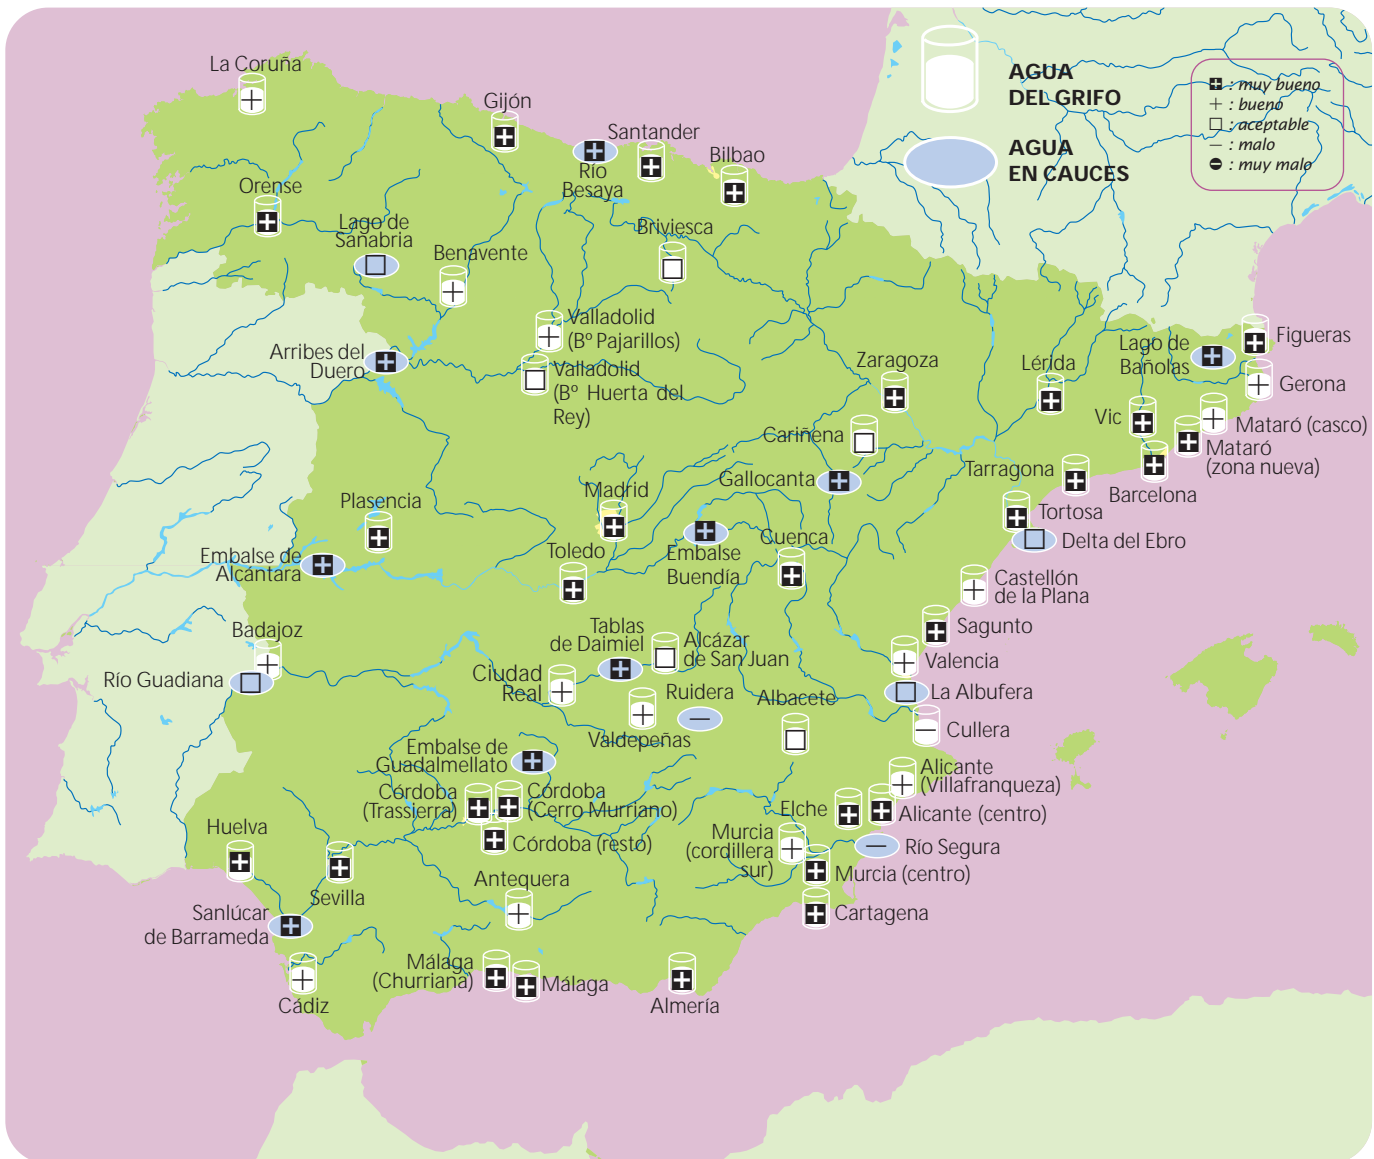 AGUA
DEL GRIFO
AGUA
EN CAUCES
: muy bueno
+ : bueno
: aceptable
– : malo
: muy malo
La Coruña
Gijón
Santander
Río
Besaya
Bilbao
Orense
Lago de
Sanabria
Benavente
Briviesca
Valladolid
(Bº Pajarillos)
Arribes del
Duero
Valladolid
(Bº Huerta del
Rey)
Zaragoza
Lérida
Lago de
Bañolas
Figueras
Gerona
Vic
Mataró (casco)
Mataró
(zona nueva)
Cariñena
Gallocanta
Tarragona
Barcelona
Tortosa
Delta del Ebro
Plasencia
Madrid
Embalse de
Alcántara
Toledo
Embalse
Buendía
Cuenca
Castellón
de la Plana
Sagunto
Badajoz
Río Guadiana
Tablas
de Daimiel
Alcázar
de San Juan
Ciudad
Real
Ruidera
Valdepeñas
Albacete
Valencia
La Albufera
Cullera
Embalse de
Guadalmellato
Córdoba
(Trassierra)
Córdoba
(Cerro Murriano)
Córdoba (resto)
Alicante
(Villafranqueza)
Elche
Alicante (centro)
Murcia
(cordillera
sur)
Río Segura
Murcia (centro)
Cartagena
Huelva
Sevilla
Antequera
Sanlúcar
de Barrameda
Cádiz
Málaga
(Churriana)
Málaga
Almería